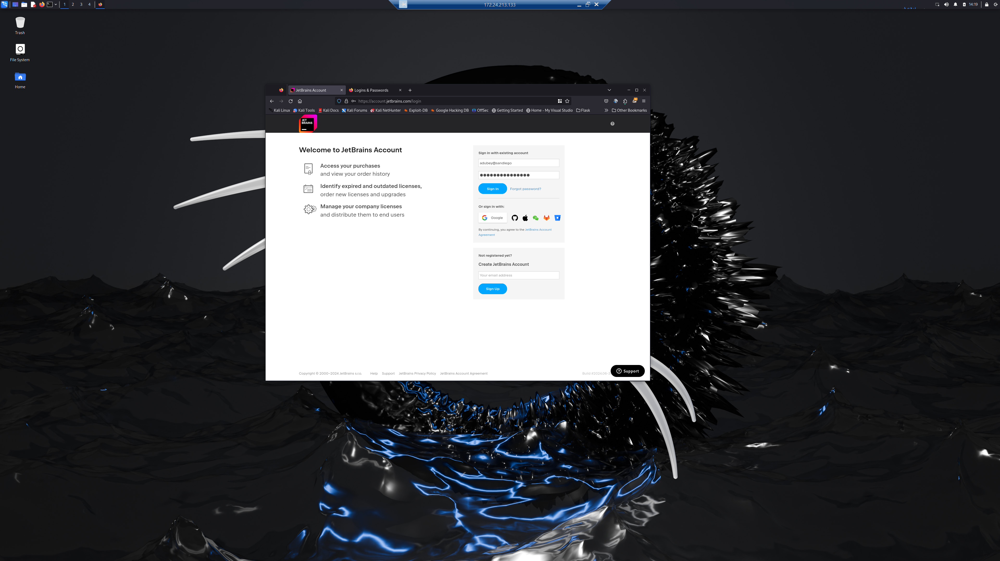 1 2 3 4
172.24.213.133
14:19
Trash
File System
Home
JetBrains Account
Logins & Passwords
https://account.jetbrains.com/login
Kali Linux Kali Tools Kali Docs Kali Forums Kali NetHunter Exploit-DB Google Hacking DB OffSec Getting Started Home - My Visual Studio Flask Other Bookmarks
JET
BRAINS
Welcome to JetBrains Account
Access your purchases
and view your order history
Identify expired and outdated licenses,
order new licenses and upgrades
Manage your company licenses
and distribute them to end users
Sign in with existing account
adubey@sandiego
Sign In Forgot password?
Or sign in with:
Google
By continuing, you agree to the JetBrains Account
Agreement
Not registered yet?
Create JetBrains Account
Your email address
Sign Up
Copyright © 2000–2024 JetBrains s.r.o. Help Support JetBrains Privacy Policy JetBrains Account Agreement Build #2024.06-
Support